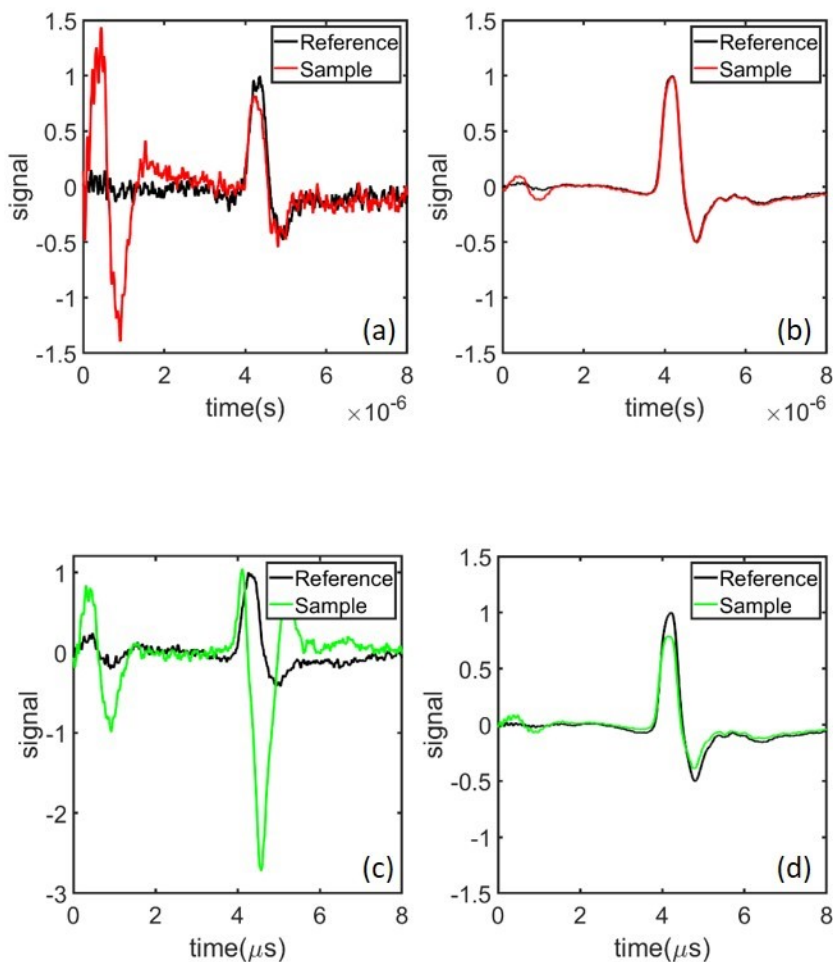 1.5
1
0.5
0
-0.5
-1
-1.5
signal
Reference
Sample
(a)
0 2 4 6 8
time(s) ×10⁻⁶
1.5
1
0.5
0
-0.5
-1
-1.5
signal
Reference
Sample
(b)
0 2 4 6 8
time(s) ×10⁻⁶
1
0
-1
-2
-3
signal
Reference
Sample
(c)
0 2 4 6 8
time(μs)
1.5
1
0.5
0
-0.5
-1
-1.5
signal
Reference
Sample
(d)
0 2 4 6 8
time(μs)